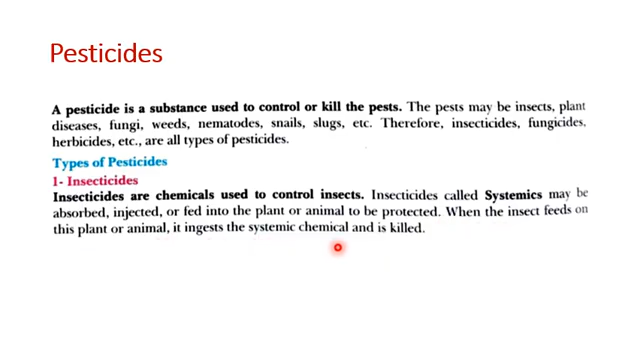 Pesticides
A pesticide is a substance used to control or kill the pests. The pests may be insects, plant
diseases, fungi, weeds, nematodes, snails, slugs, etc. Therefore, insecticides, fungicides,
herbicides, etc., are all types of pesticides.
Types of Pesticides
1- Insecticides
Insecticides are chemicals used to control insects. Insecticides called Systemics may be
absorbed, injected, or fed into the plant or animal to be protected. When the insect feeds on
this plant or animal, it ingests the systemic chemical and is killed.